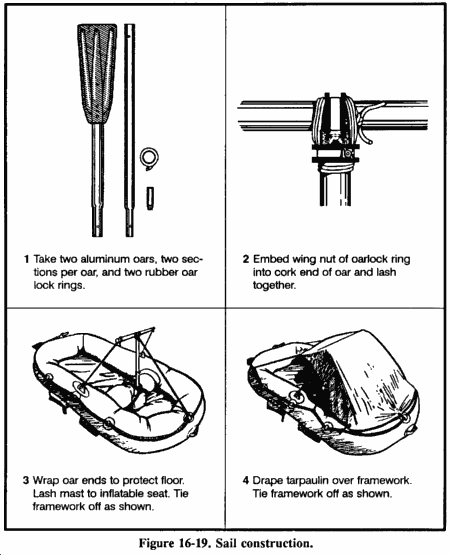 1 Take two aluminum oars, two sec-
tions per oar, and two rubber oar
lock rings.
2 Embed wing nut of oarlock ring
into cork end of oar and lash
together.
3 Wrap oar ends to protect floor.
Lash mast to inflatable seat. Tie
framework off as shown.
4 Drape tarpaulin over framework.
Tie framework off as shown.
Figure 16-19. Sail construction.